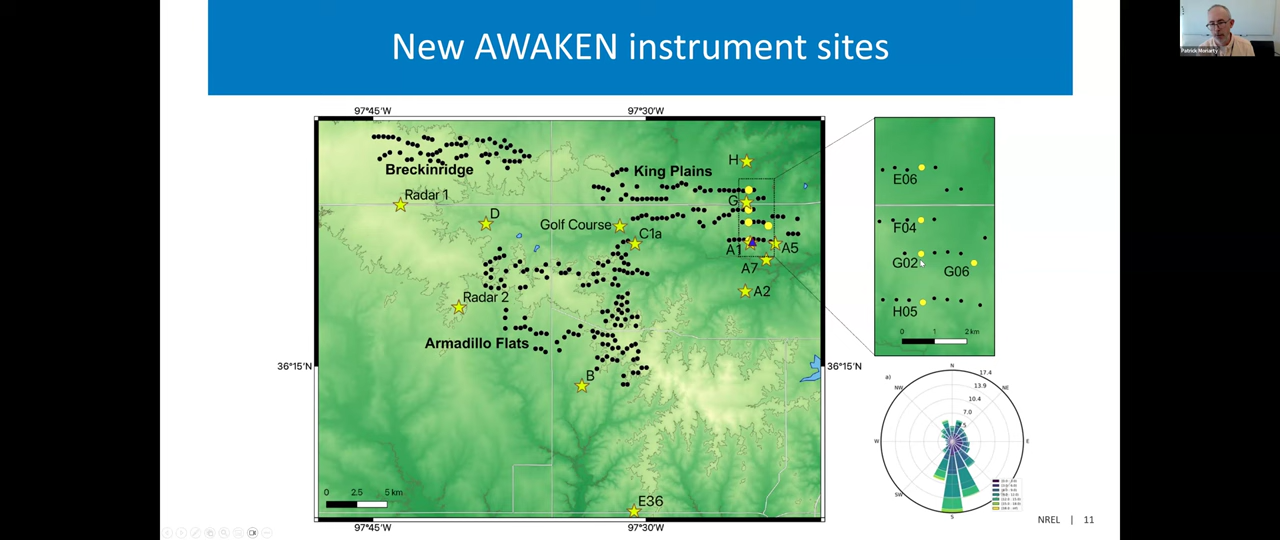 New AWAKEN instrument sites
Patrick Moriarty
97°45'W
97°30'W
Breckinridge
King Plains
H
Radar 1
D
G
Golf Course
C1a
A1
A5
A7
A2
Radar 2
Armadillo Flats
B
E36
36°15'N
36°15'N
0 2.5 5 km
97°45'W
97°30'W
E06
F04
G02
G06
H05
0 1 2 km
a)
N
NE
E
S
SW
W
NW
17.4
13.9
10.4
7.0
NREL | 11